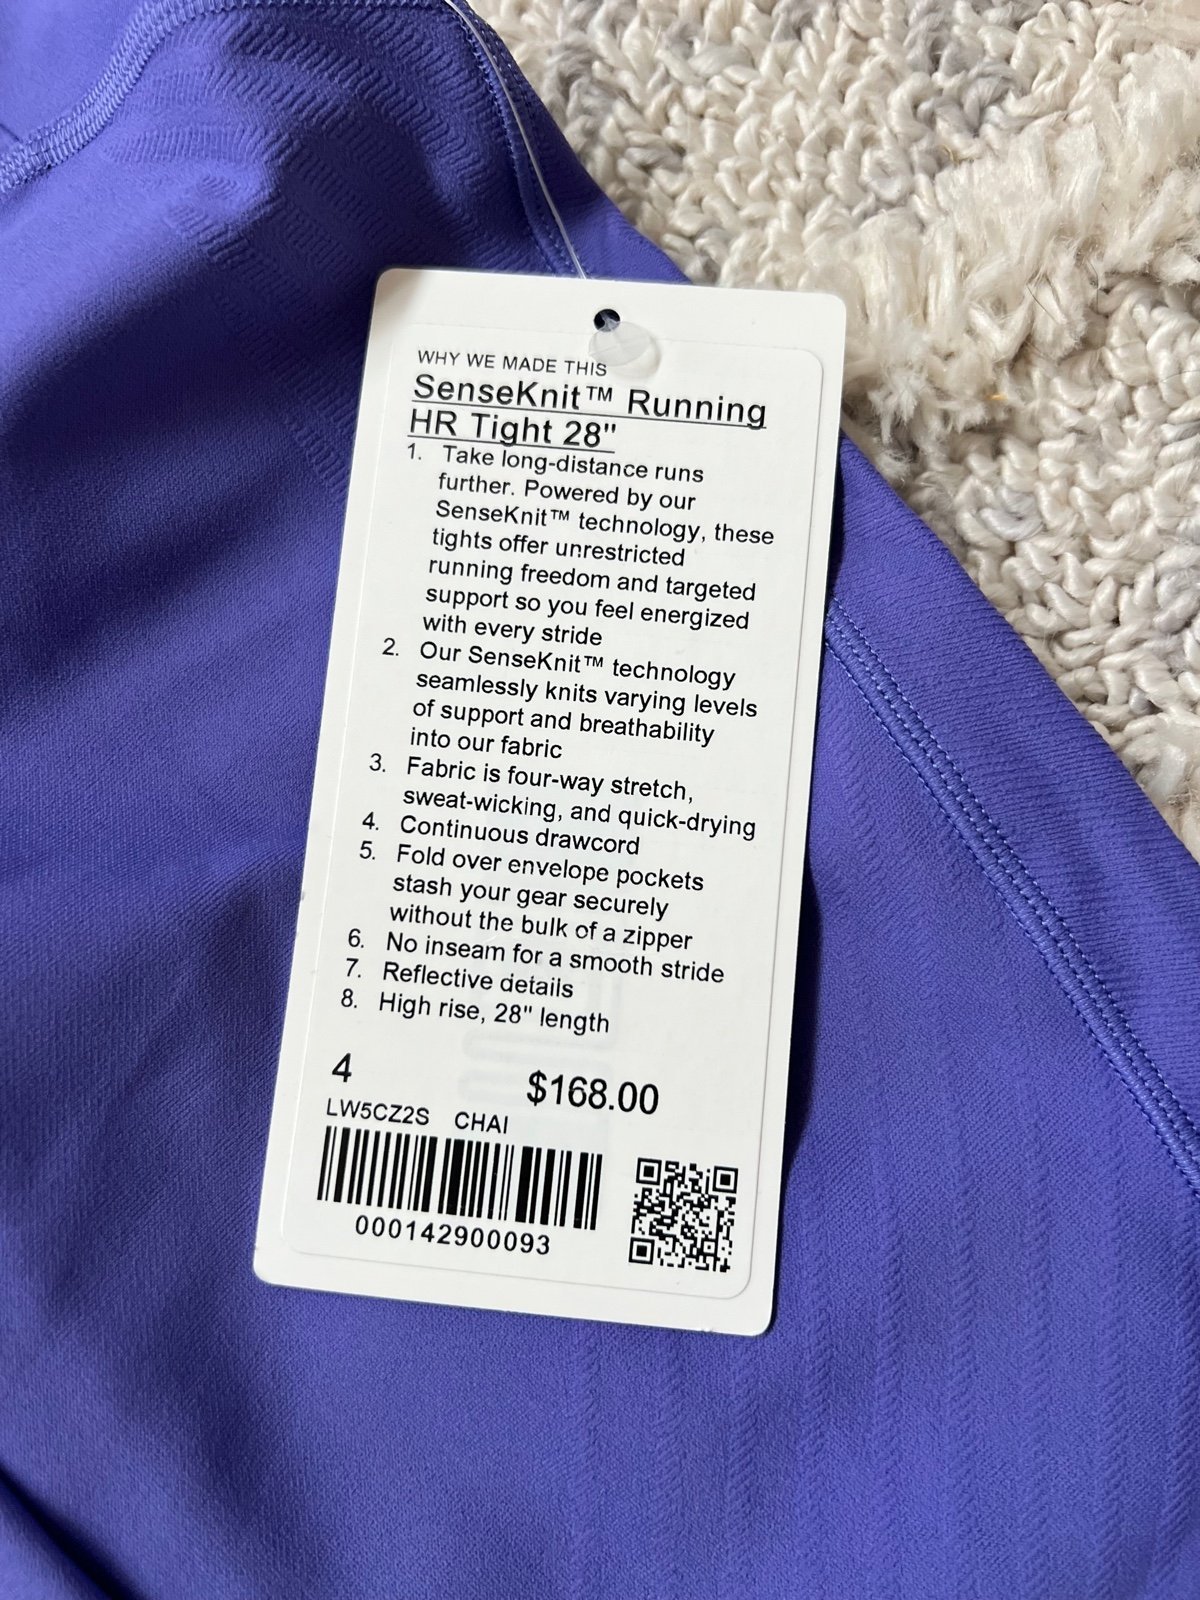 WHY WE MADE THIS
SenseKnit™ Running
HR Tight 28"
1. Take long-distance runs
further. Powered by our
SenseKnit™ technology, these
tights offer unrestricted
running freedom and targeted
support so you feel energized
with every stride
2. Our SenseKnit™ technology
seamlessly knits varying levels
of support and breathability
into our fabric
3. Fabric is four-way stretch,
sweat-wicking, and quick-drying
4. Continuous drawcord
5. Fold over envelope pockets
stash your gear securely
without the bulk of a zipper
6. No inseam for a smooth stride
7. Reflective details
8. High rise, 28" length
4 $168.00
LW5CZ2S CHAI
000142900093